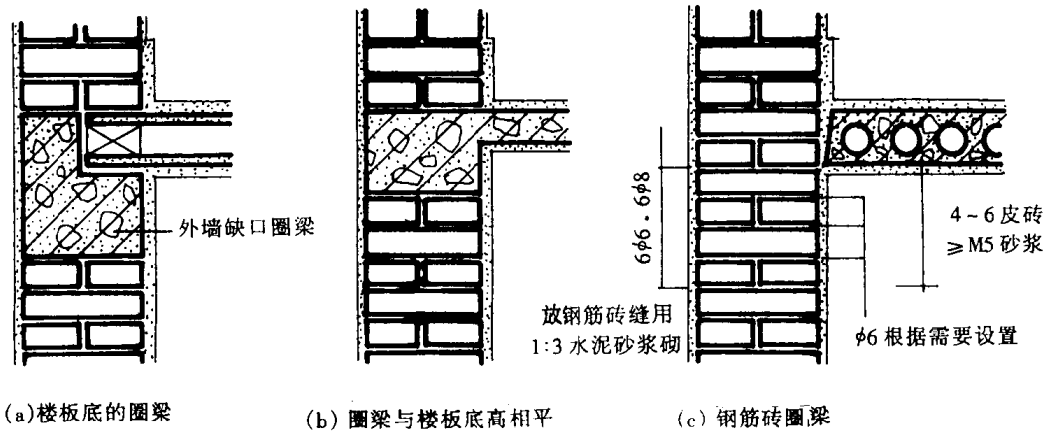 外墙缺口圈梁
6φ6·6φ8
4~6皮砖
≥M5砂浆
放钢筋砖缝用
1:3水泥砂浆砌
φ6根据需要设置
(a)楼板底的圈梁
(b) 圈梁与楼板底高相平
(c) 钢筋砖圈梁